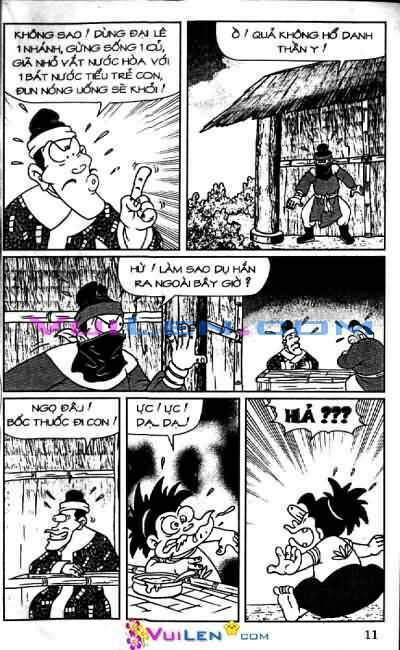 KHÔNG SAO! DÙNG ĐẠI LÊ
1 NHÁNH, GỪNG SỐNG 1 CỦ,
GIÃ NHỎ VẮT NƯỚC HÒA VỚI
1 BÁT NƯỚC TIỂU TRẺ CON,
ĐUN NÓNG UỐNG SẼ KHỎI!
Ồ! QUẢ KHÔNG HỔ DANH
THẦN Y!
HỪ! LÀM SAO DỤ HẮN
RA NGOÀI BÂY GIỜ?
VUILEN.COM
NGỌ ĐÂU!
BỐC THUỐC ĐI CON!
ỰC! ỰC!
DẠ... DẠ...!
HẢ???
VUILEN.COM
11